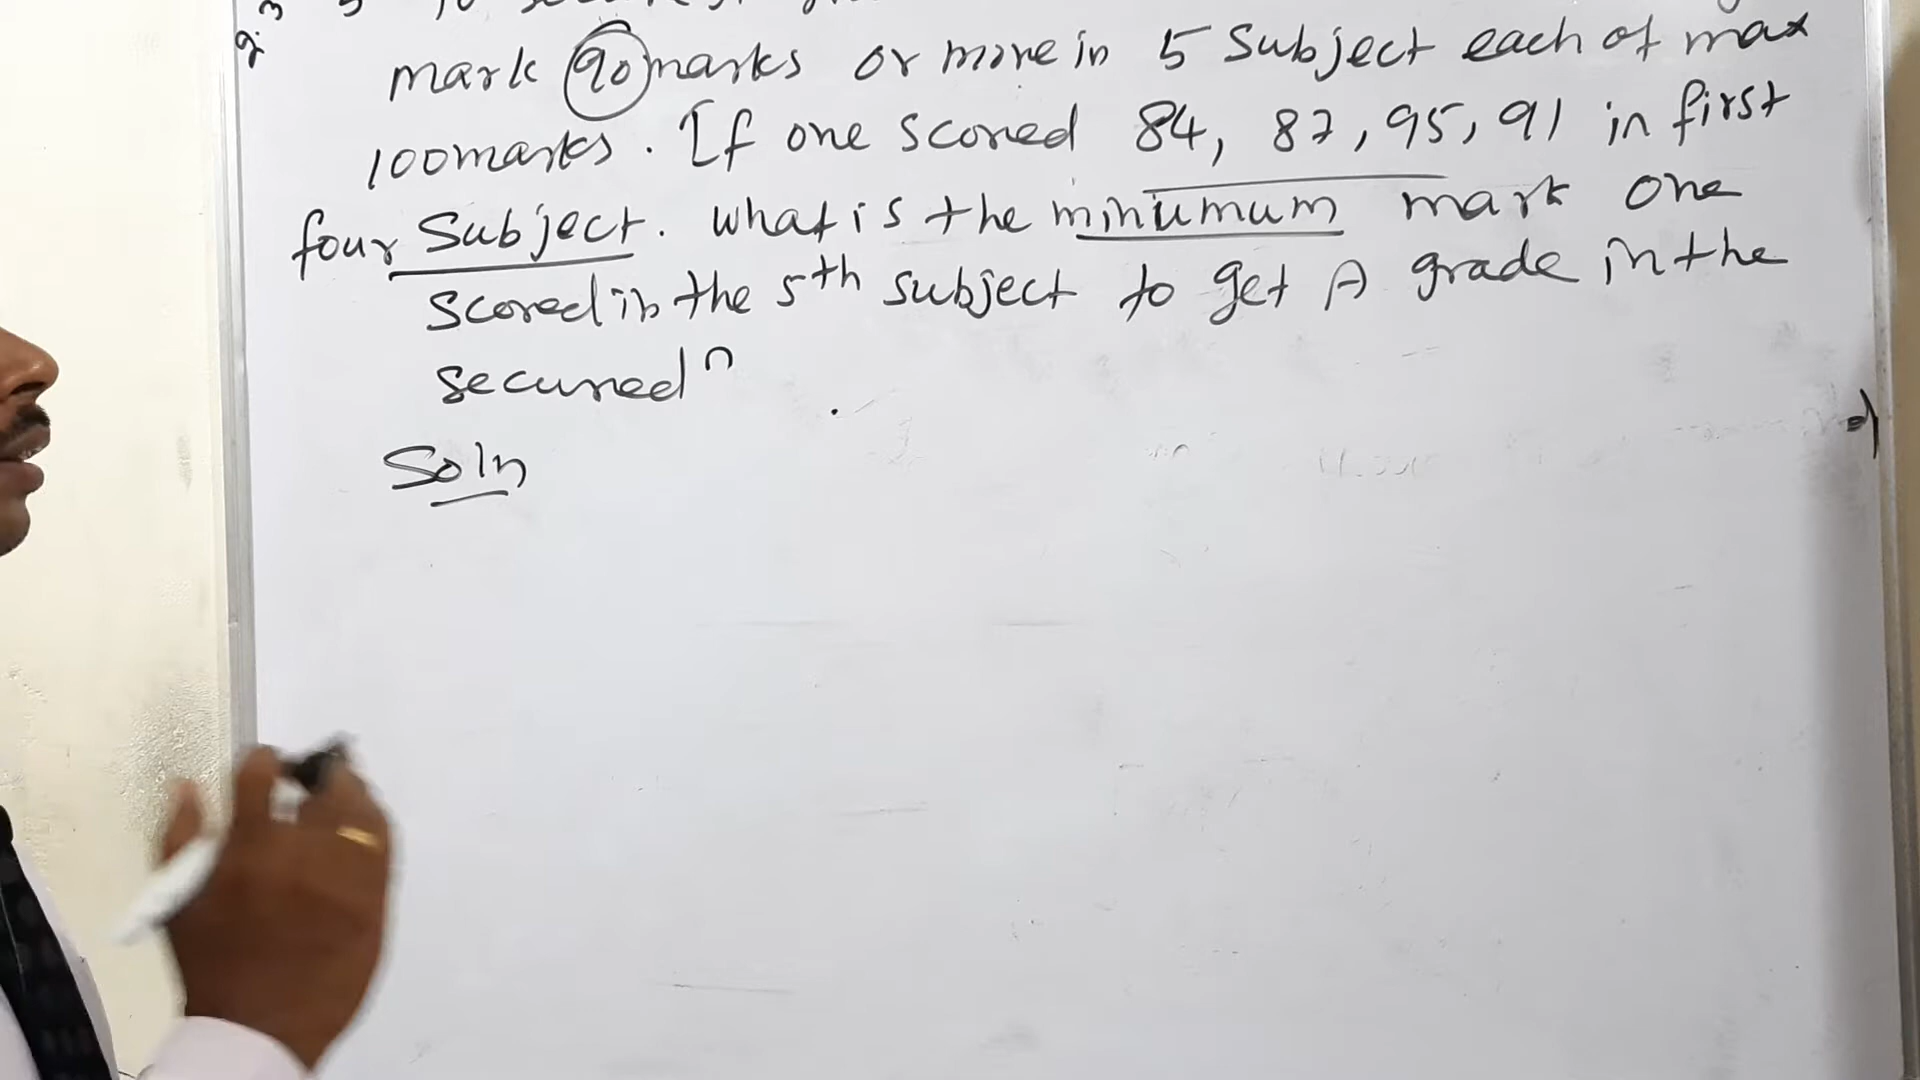 mark 90 marks or more in 5 Subject each of max
100marks. If one scored 84, 87, 95, 91 in first
four Subject. what is the minumum mark one
scored in the 5th subject to get A grade in the
secured
Soln